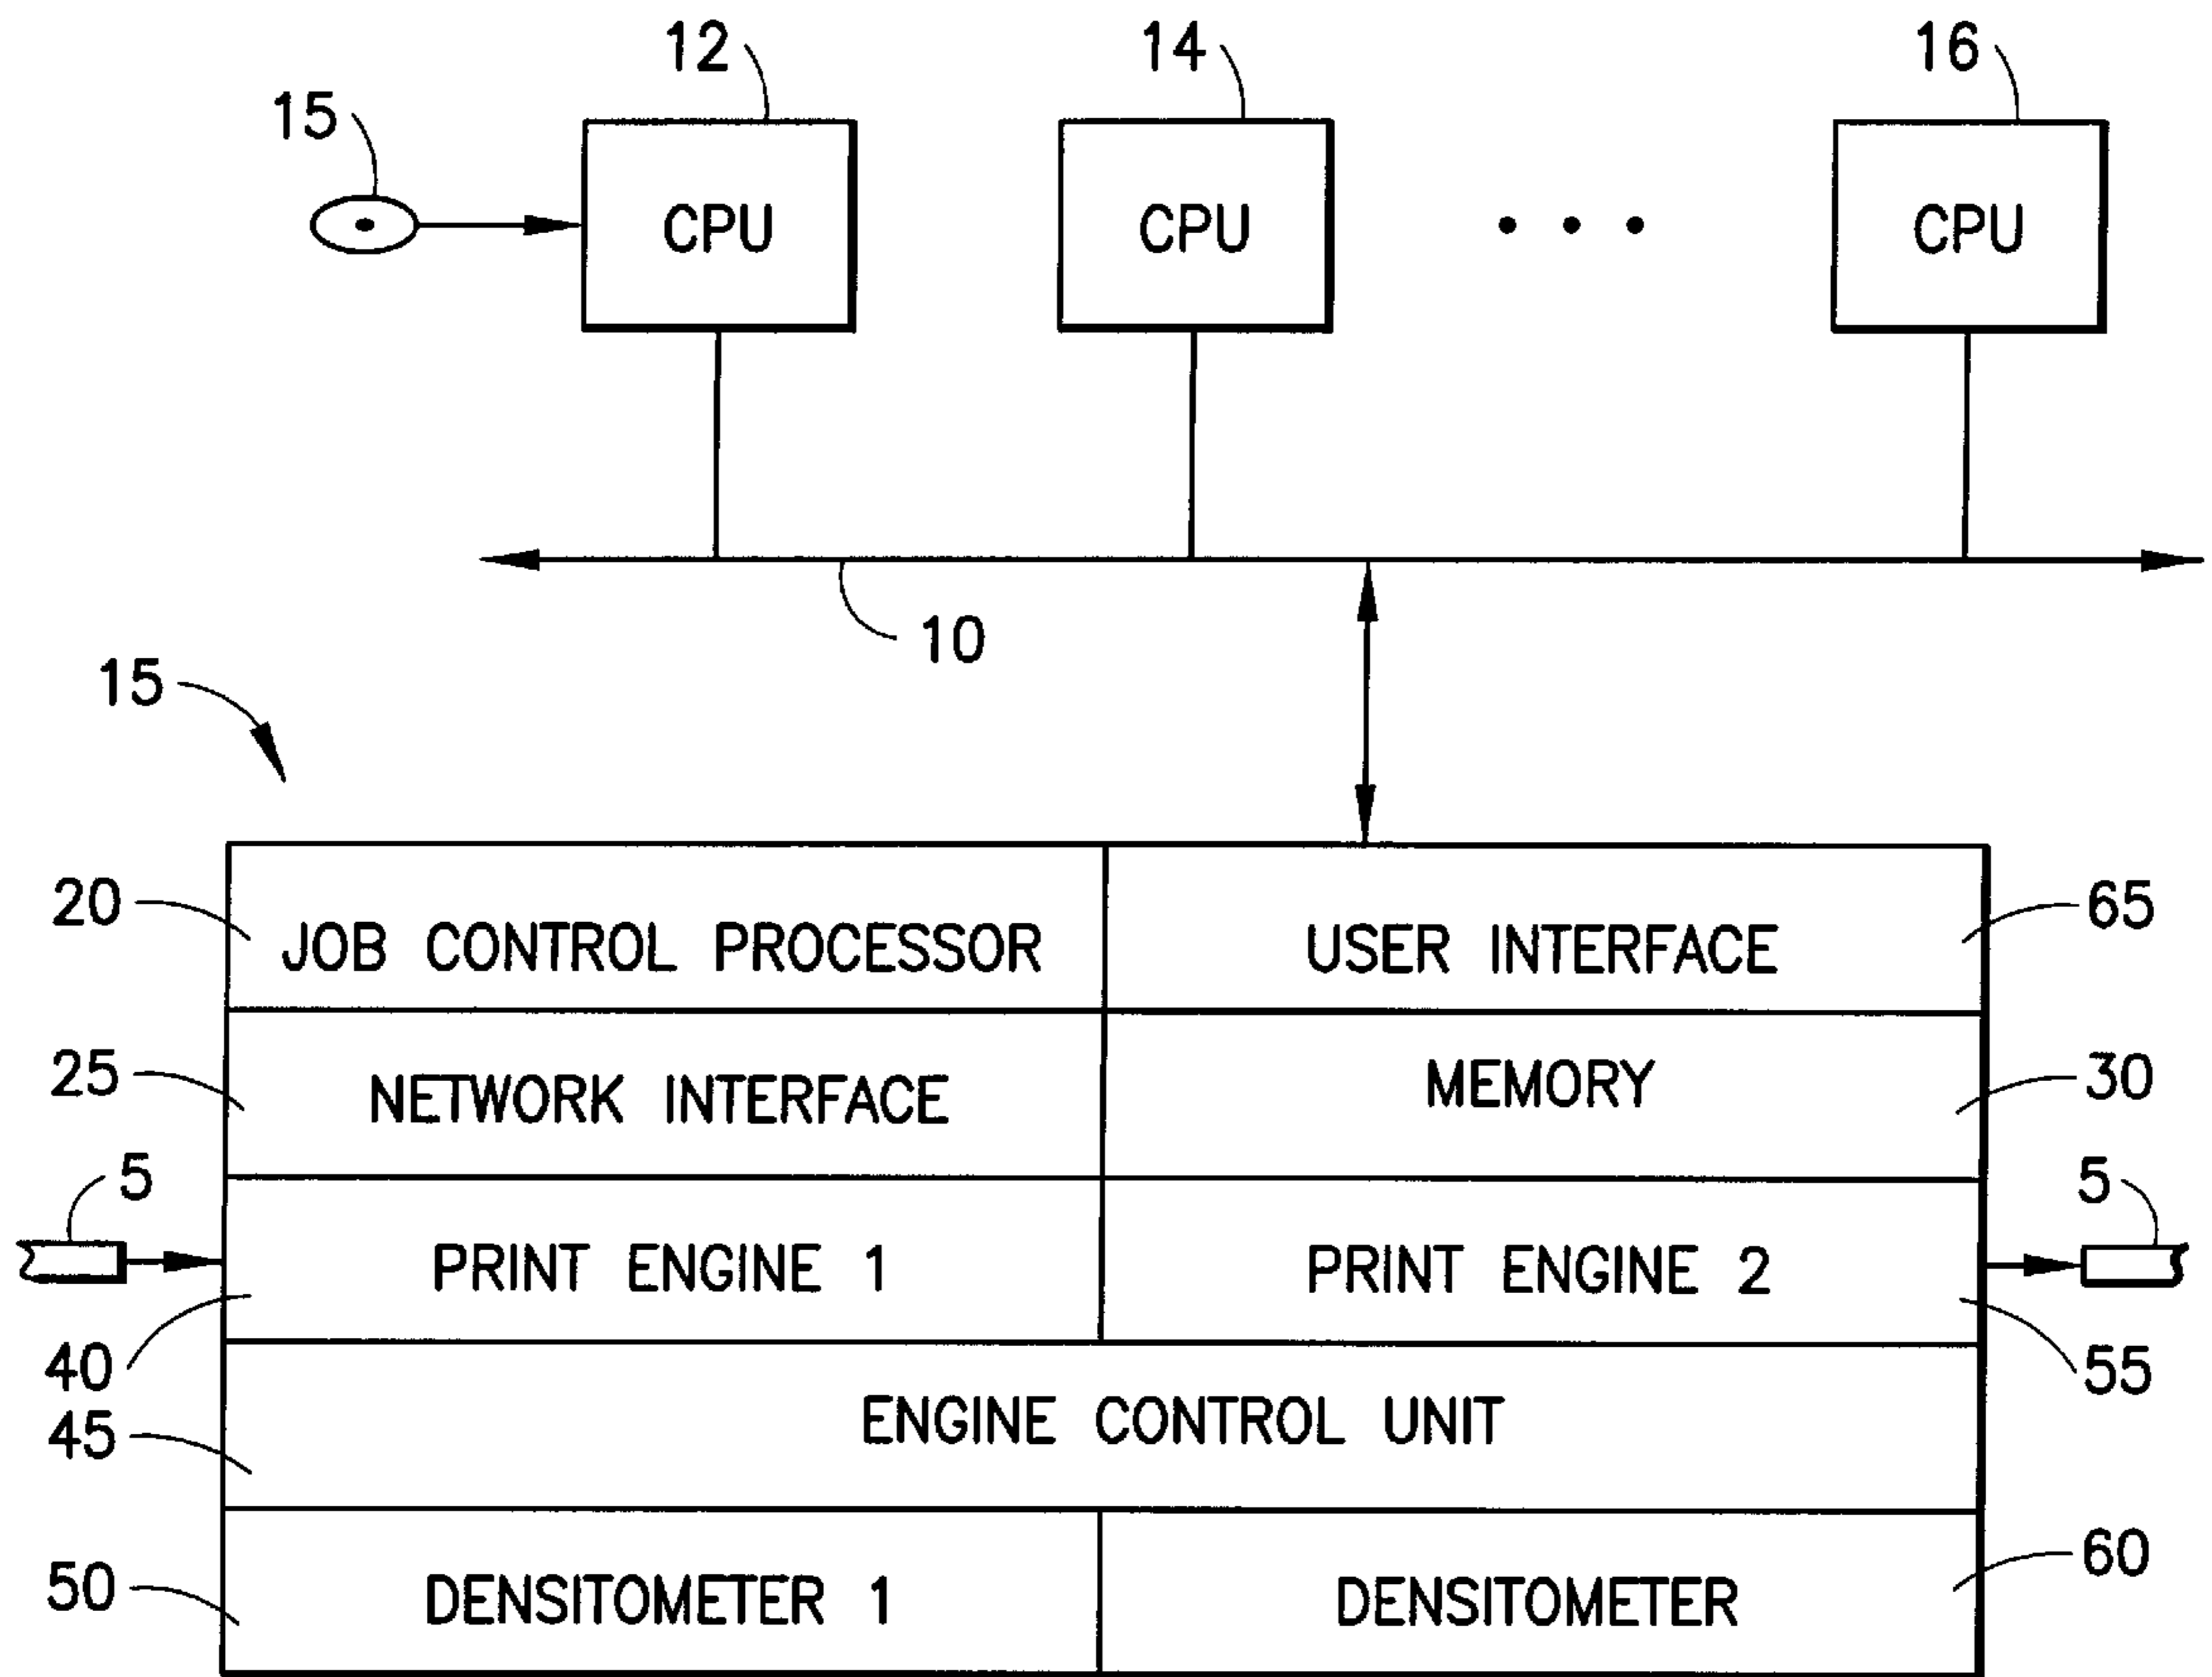 12
14
16
15
CPU
CPU
• • •
CPU
10
15
20
JOB CONTROL PROCESSOR
USER INTERFACE
65
25
NETWORK INTERFACE
MEMORY
30
5
PRINT ENGINE 1
PRINT ENGINE 2
5
40
55
ENGINE CONTROL UNIT
45
50
DENSITOMETER 1
DENSITOMETER
60